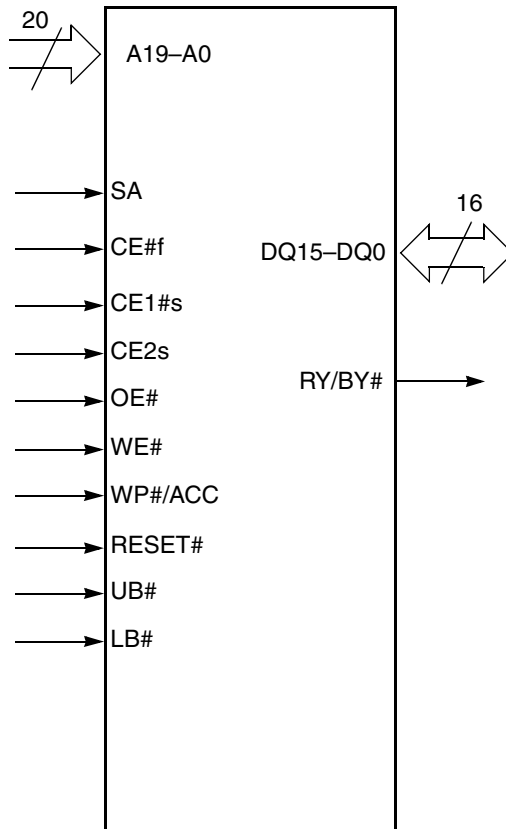 20
A19–A0
SA
16
CE#f
DQ15–DQ0
CE1#s
CE2s
RY/BY#
OE#
WE#
WP#/ACC
RESET#
UB#
LB#